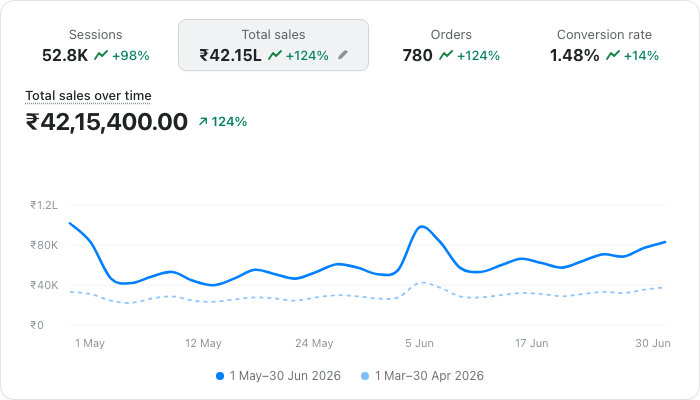 Sessions
52.8K +98%
Total sales
₹42.15L +124%
Orders
780 +124%
Conversion rate
1.48% +14%
Total sales over time
₹42,15,400.00 ↗ 124%
₹1.2L
₹80K
₹40K
₹0
1 May 12 May 24 May 5 Jun 17 Jun 30 Jun
1 May–30 Jun 2026 1 Mar–30 Apr 2026